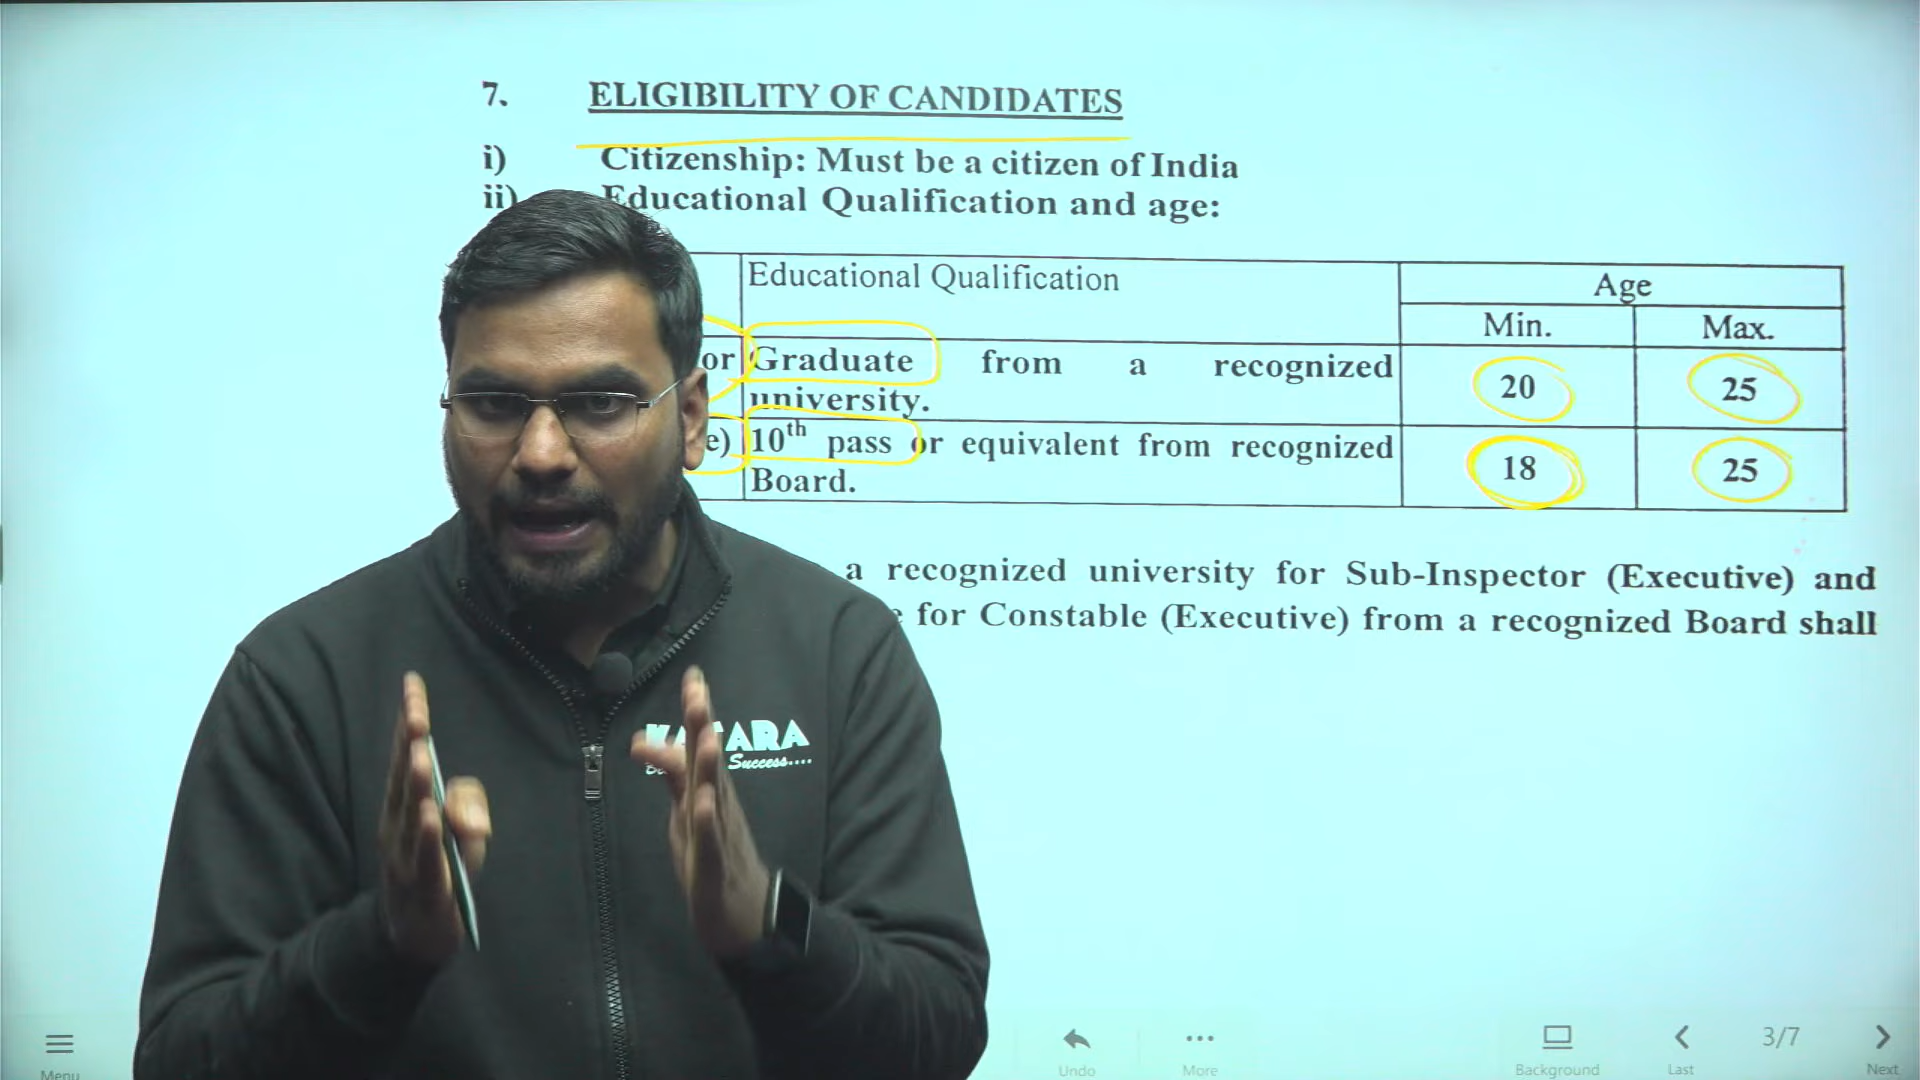 7. ELIGIBILITY OF CANDIDATES
i) Citizenship: Must be a citizen of India
ii) Educational Qualification and age:
Educational Qualification
Age
Min. Max.
or Graduate from a recognized
university.
20 25
e) 10th pass or equivalent from recognized
Board.
18 25
a recognized university for Sub-Inspector (Executive) and
for Constable (Executive) from a recognized Board shall
Success....
Menu
Undo
More
Background
Last
3/7
Next